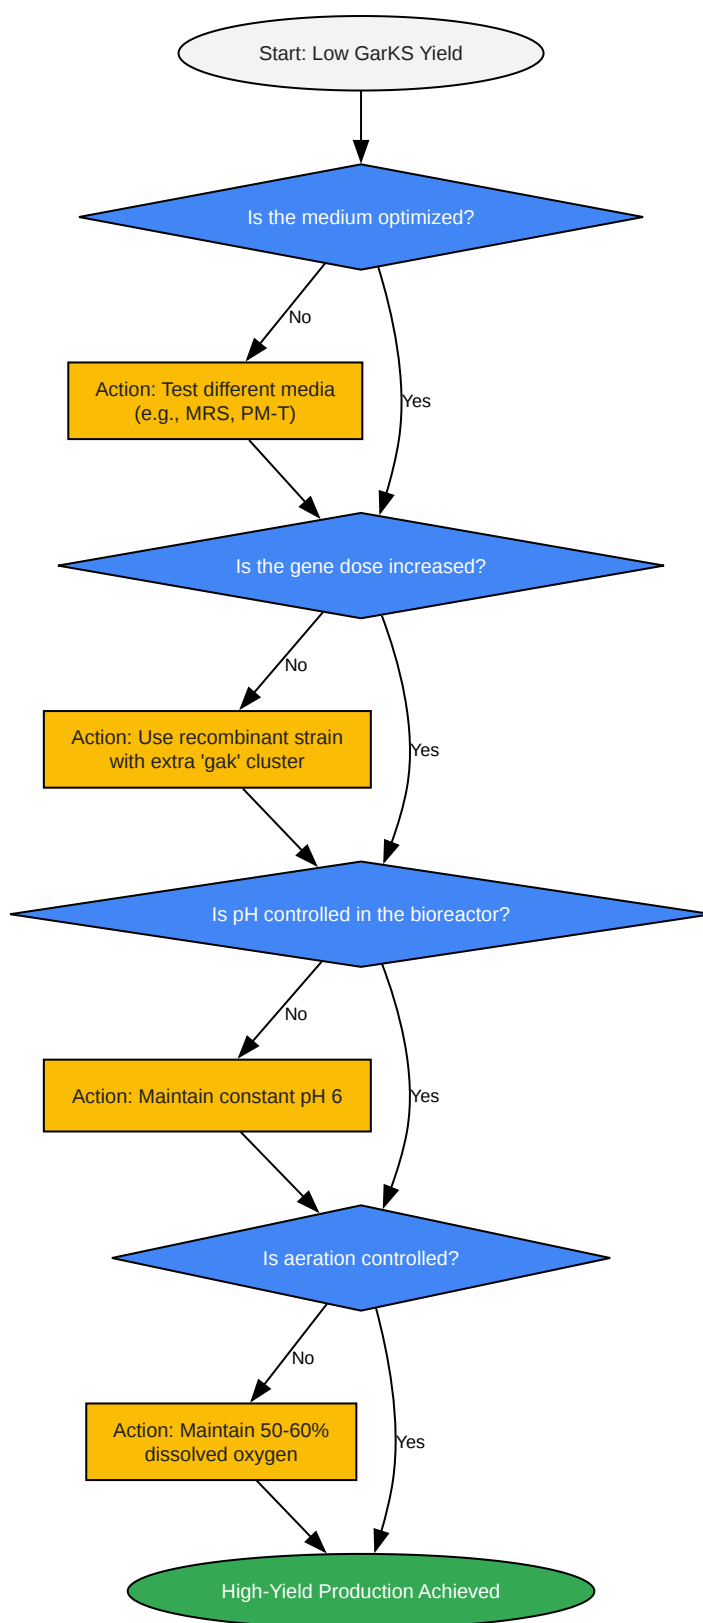 Start: Low GarKS Yield
Is the medium optimized?
No
Action: Test different media
(e.g., MRS, PM-T)
Yes
Is the gene dose increased?
No
Action: Use recombinant strain
with extra 'gak' cluster
Yes
Is pH controlled in the bioreactor?
No
Action: Maintain constant pH 6
Yes
Is aeration controlled?
No
Action: Maintain 50-60%
dissolved oxygen
Yes
High-Yield Production Achieved